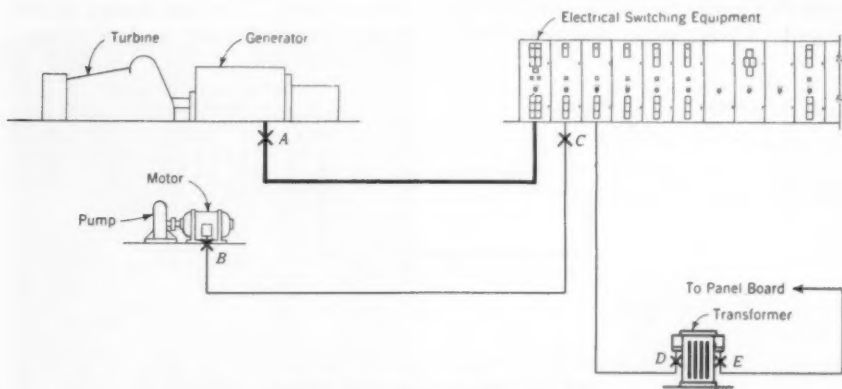 Electrical Switching Equipment
Turbine
Generator
A
C
Motor
Pump
B
To Panel Board
Transformer
D
E